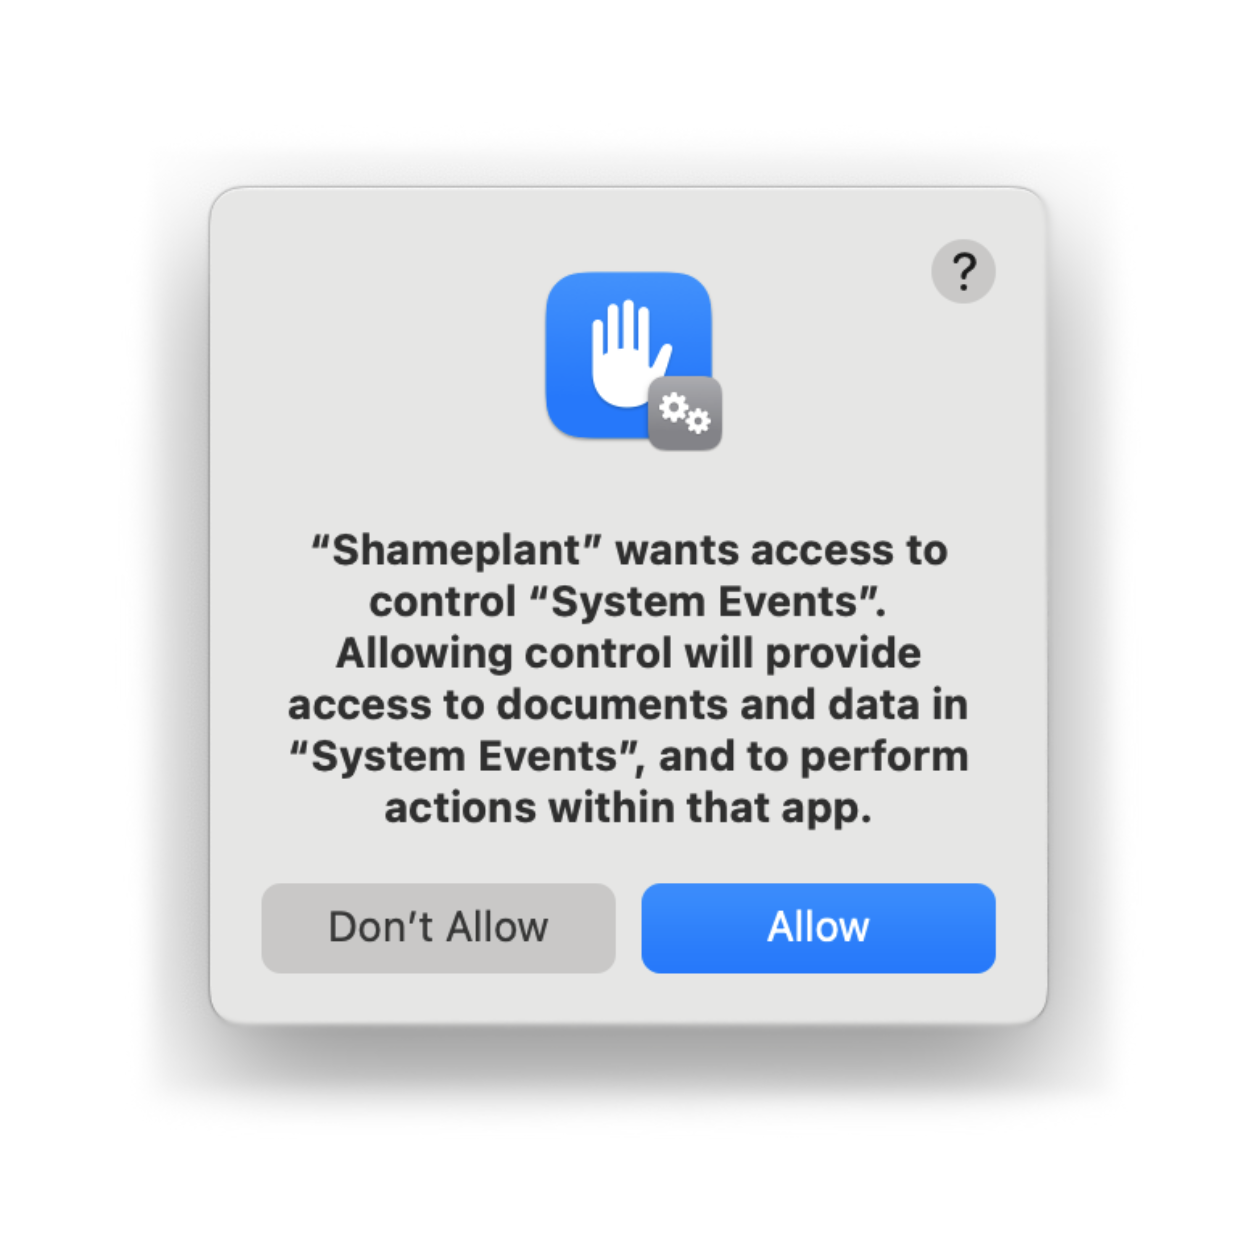 ?
“Shameplant” wants access to
control “System Events”.
Allowing control will provide
access to documents and data in
“System Events”, and to perform
actions within that app.
Don’t Allow
Allow